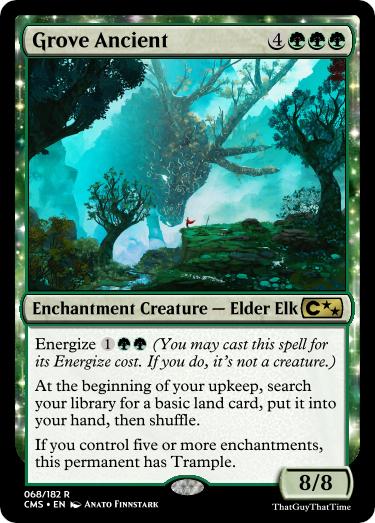 Grove Ancient 4
Enchantment Creature — Elder Elk C
Energize 1 (You may cast this spell for
its Energize cost. If you do, it's not a creature.)
At the beginning of your upkeep, search
your library for a basic land card, put it into
your hand, then shuffle.
If you control five or more enchantments,
this permanent has Trample.
8/8
068/182 R
CMS • EN Anato Finnstark
ThatGuyThatTime